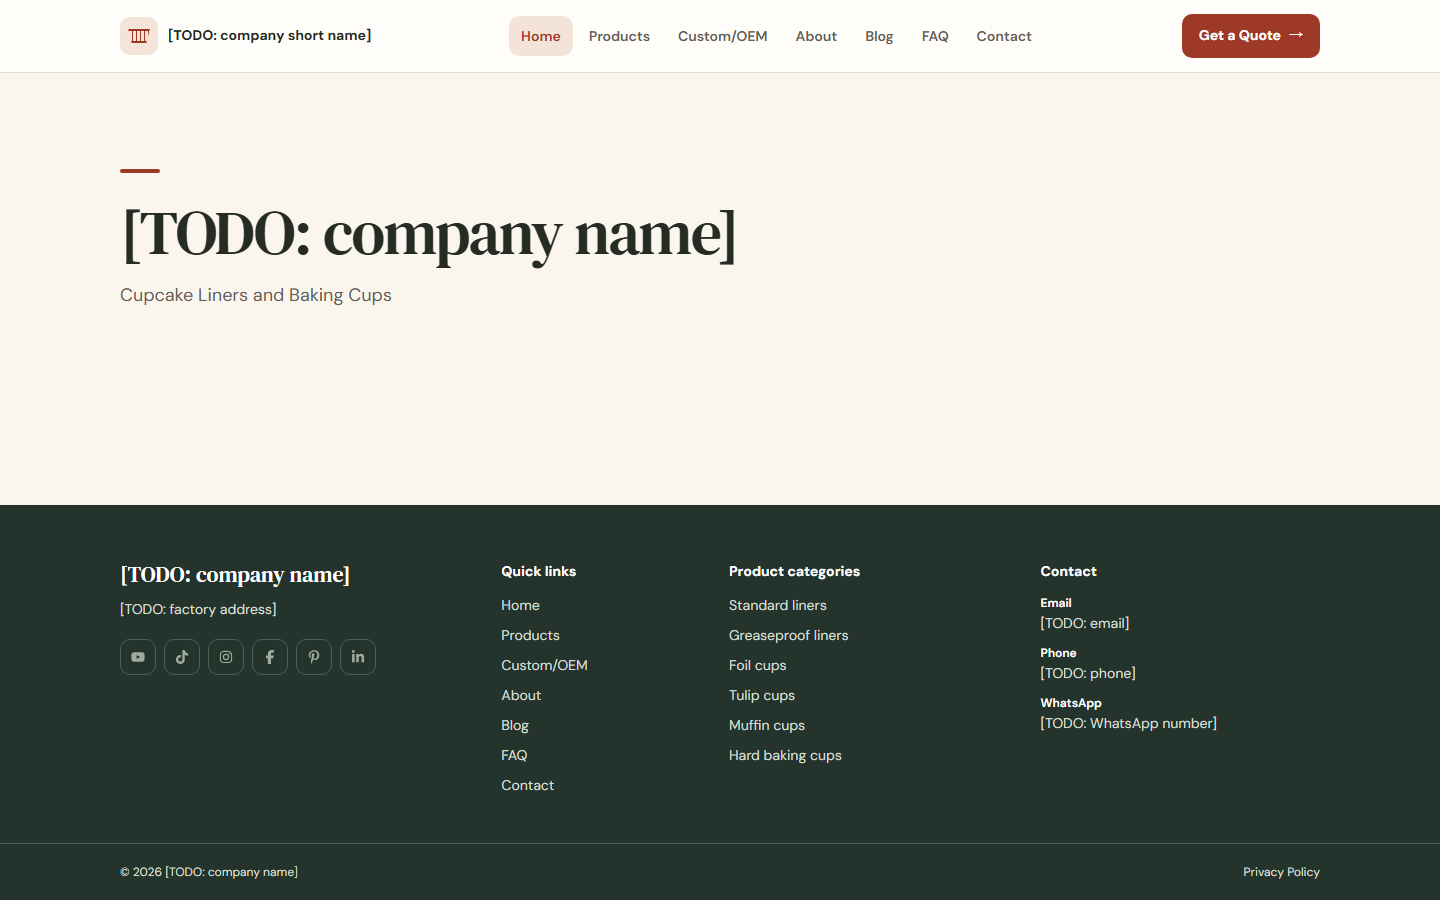 [TODO: company short name]
Home
Products
Custom/OEM
About
Blog
FAQ
Contact
Get a Quote →
[TODO: company name]
Cupcake Liners and Baking Cups
[TODO: company name]
[TODO: factory address]
Quick links
Home
Products
Custom/OEM
About
Blog
FAQ
Contact
Product categories
Standard liners
Greaseproof liners
Foil cups
Tulip cups
Muffin cups
Hard baking cups
Contact
Email
[TODO: email]
Phone
[TODO: phone]
WhatsApp
[TODO: WhatsApp number]
© 2026 [TODO: company name]
Privacy Policy